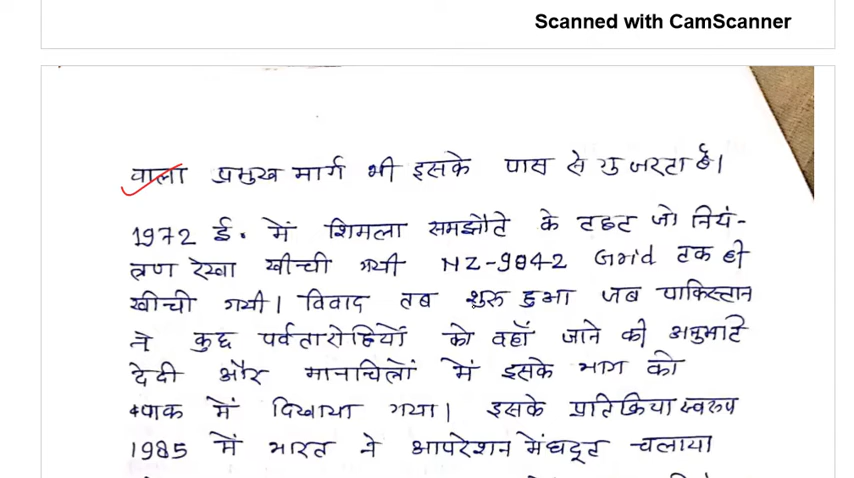 Scanned with CamScanner
वाला प्रमुख मार्ग भी इसके पास से गुजरता है।
1972 ई. में शिमला समझौते के तहत जो नियं-
त्रण रेखा खींची गयी NZ-9842 Grid तक ही
खींची गयी। विवाद तब शुरू हुआ जब पाकिस्तान
ने कुछ पर्वतारोहियों को वहाँ जाने की अनुमति
देदी और मानचित्रों में इसके भाग को
पाक में दिखाया गया। इसके प्रतिक्रिया स्वरूप
1985 में भारत ने आपरेशन मेघदूत चलाया